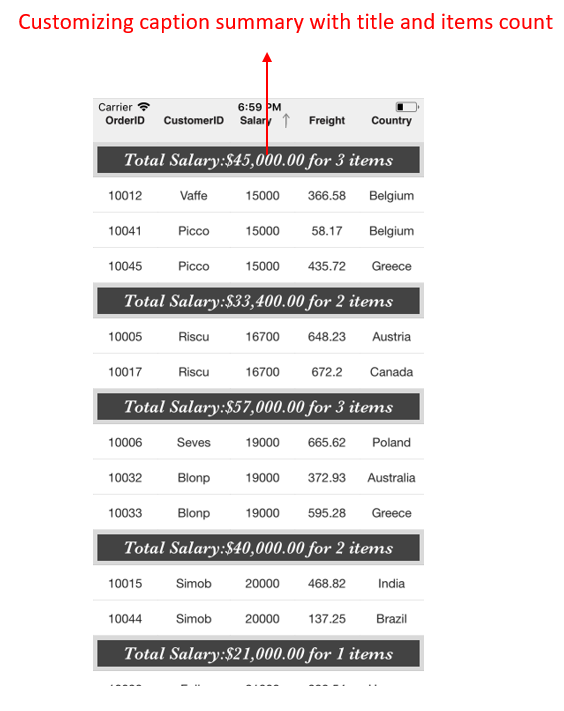 Customizing caption summary with title and items count
Carrier 6:59 PM
OrderID CustomerID Salary Freight Country
Total Salary:$45,000.00 for 3 items
10012 Vaffe 15000 366.58 Belgium
10041 Picco 15000 58.17 Belgium
10045 Picco 15000 435.72 Greece
Total Salary:$33,400.00 for 2 items
10005 Riscu 16700 648.23 Austria
10017 Riscu 16700 672.2 Canada
Total Salary:$57,000.00 for 3 items
10006 Seves 19000 665.62 Poland
10032 Blonp 19000 372.93 Australia
10033 Blonp 19000 595.28 Greece
Total Salary:$40,000.00 for 2 items
10015 Simob 20000 468.82 India
10044 Simob 20000 137.25 Brazil
Total Salary:$21,000.00 for 1 items